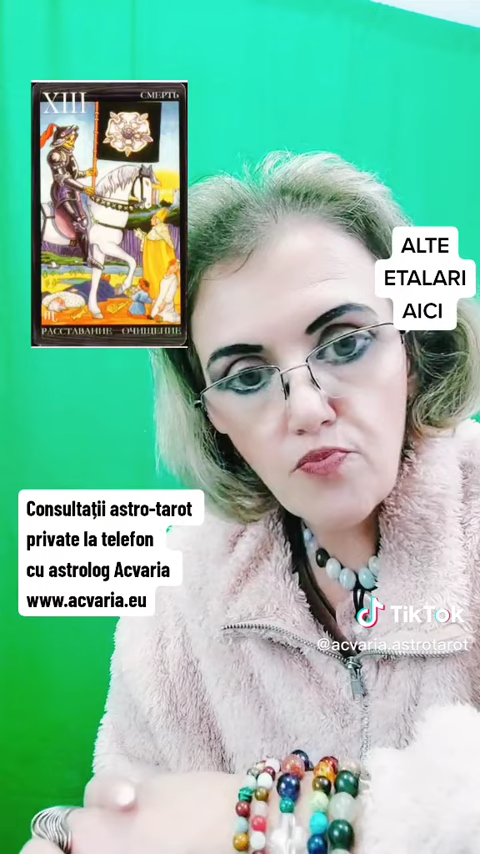 XIII
СМЕРТЬ
РАССТАВАНИЕ ОЧИЩЕНИЕ
ALTE
ETALARI
AICI
Consultații astro-tarot
private la telefon
cu astrolog Acvaria
www.acvaria.eu
TikTok
@acvaria.astrotarot